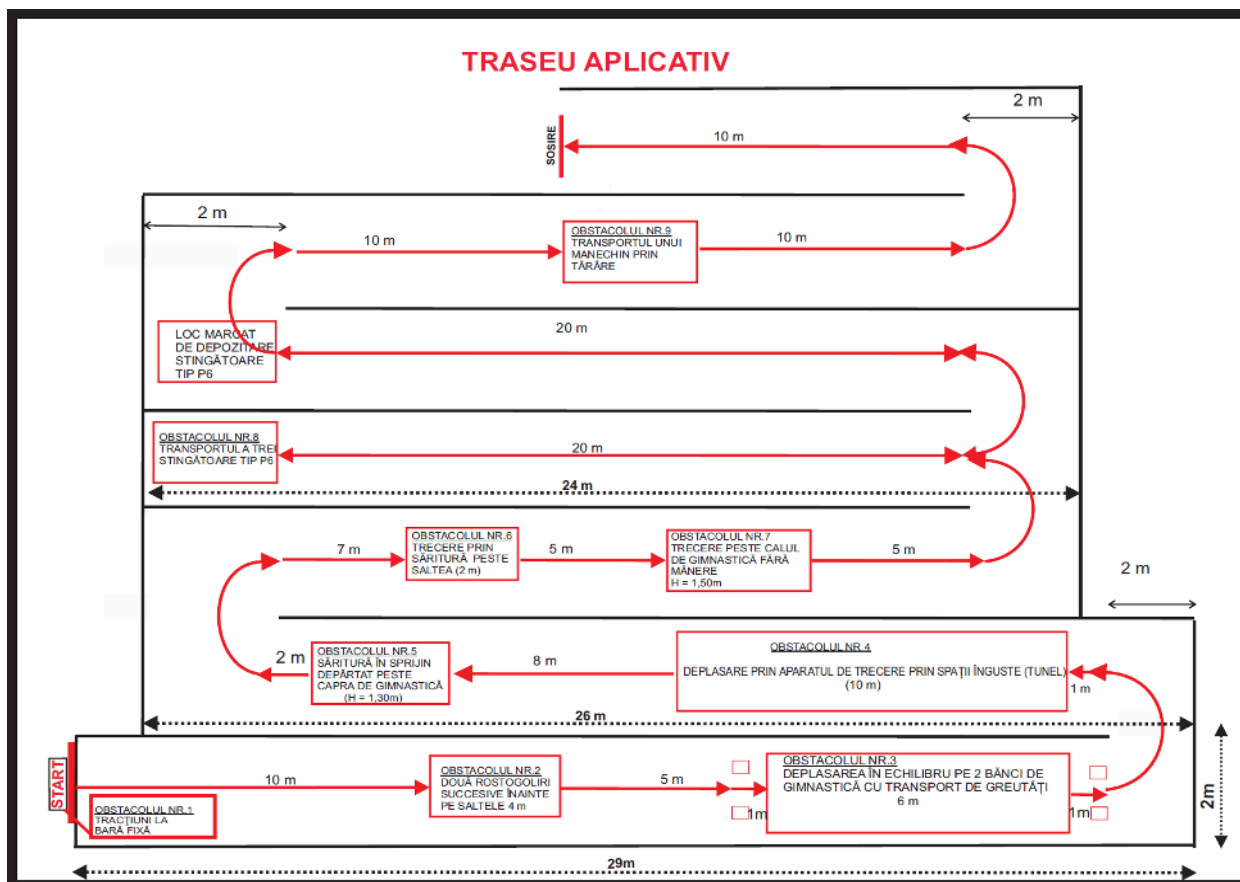 TRASEU APLICATIV
2 m
10 m
SOSIRE
2 m
10 m
OBSTACOLUL NR.9
TRANSPORTUL UNUI
MANECHIN PRIN
TÂRÂRE
10 m
LOC MARCAT
DE DEPOZITARE
STINGĂTOARE
TIP P6
20 m
OBSTACOLUL NR.8
TRANSPORTUL A TREI
STINGĂTOARE TIP P6
20 m
24 m
7 m
OBSTACOLUL NR.6
TRECERE PRIN
SĂRITURĂ PESTE
SALTEA (2 m)
5 m
OBSTACOLUL NR.7
TRECERE PESTE CALUL
DE GIMNASTICĂ FĂRĂ
MÂNERE
H = 1,50m
5 m
2 m
2 m
OBSTACOLUL NR.5
SĂRITURĂ ÎN SPRIJIN
DEPĂRTAT PESTE
CAPRA DE GIMNASTICĂ
(H = 1,30m)
8 m
OBSTACOLUL NR.4
DEPLASARE PRIN APARATUL DE TRECERE PRIN SPAȚII ÎNGUSTE (TUNEL)
(10 m)
1 m
26 m
START
10 m
OBSTACOLUL NR.1
TRACȚIUNI LA
BARĂ FIXĂ
OBSTACOLUL NR.2
DOUĂ ROSTOGOLIRI
SUCCESIVE ÎNAINTE
PE SALTELE 4 m
5 m
1m
OBSTACOLUL NR.3
DEPLASAREA ÎN ECHILIBRU PE 2 BĂNCI DE
GIMNASTICĂ CU TRANSPORT DE GREUTĂȚI
6 m
1m
2m
29m